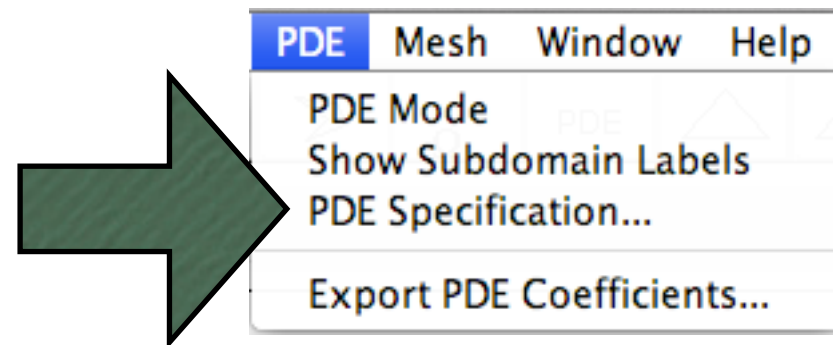 PDE Mesh Window Help
PDE Mode
Show Subdomain Labels
PDE Specification...
Export PDE Coefficients...